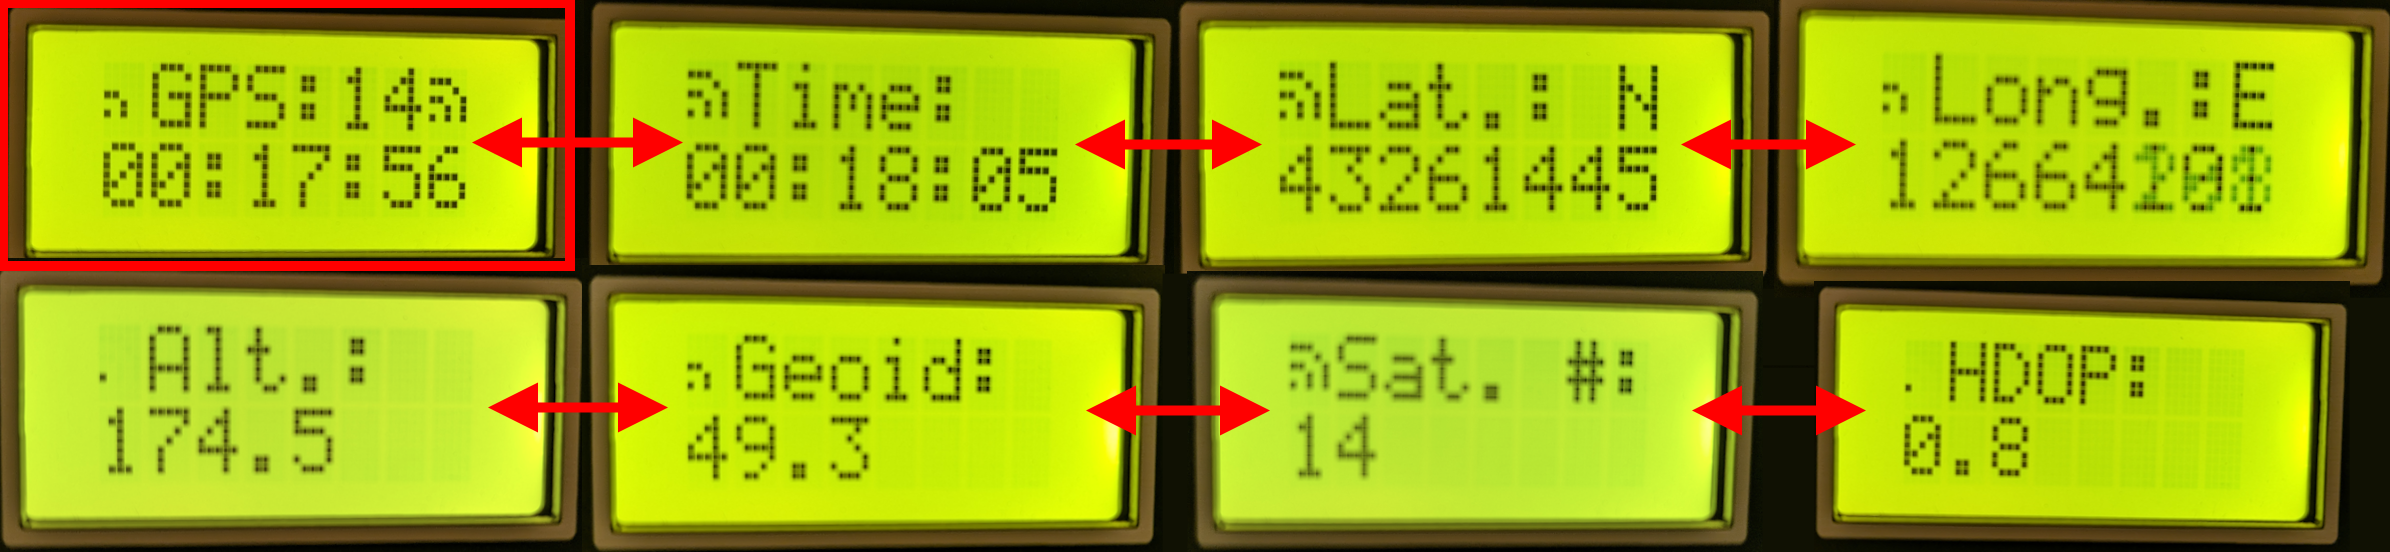 GPS:14
00:17:56
Time:
00:18:05
Lat.: N
43261445
Long.:E
Alt.:
174.5
Geoid:
49.3
Sat. #:
14
HDOP:
0.8